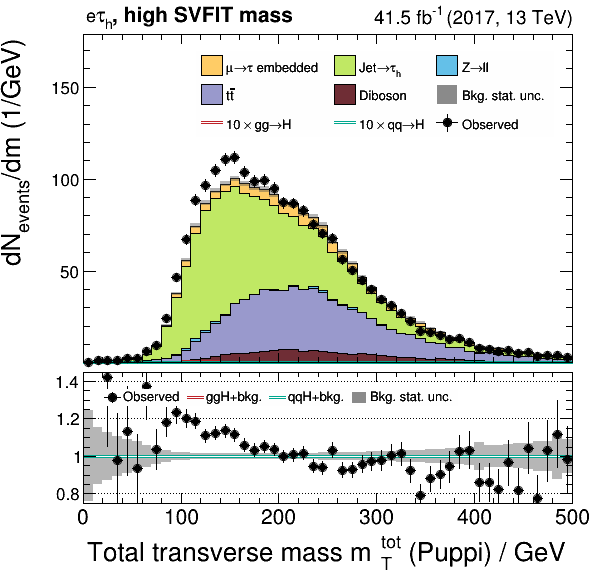 eτh, high SVFIT mass 41.5 fb⁻¹ (2017, 13 TeV)
dNevents/dm (1/GeV)
150
100
50
μ→τ embedded Jet→τh Z→ll
tt̄ Diboson Bkg. stat. unc.
10 × gg→H 10 × qq→H Observed
1.4
1.2
1
0.8
Observed ggH+bkg. qqH+bkg. Bkg. stat. unc.
0 100 200 300 400 500
Total transverse mass m T tot (Puppi) / GeV